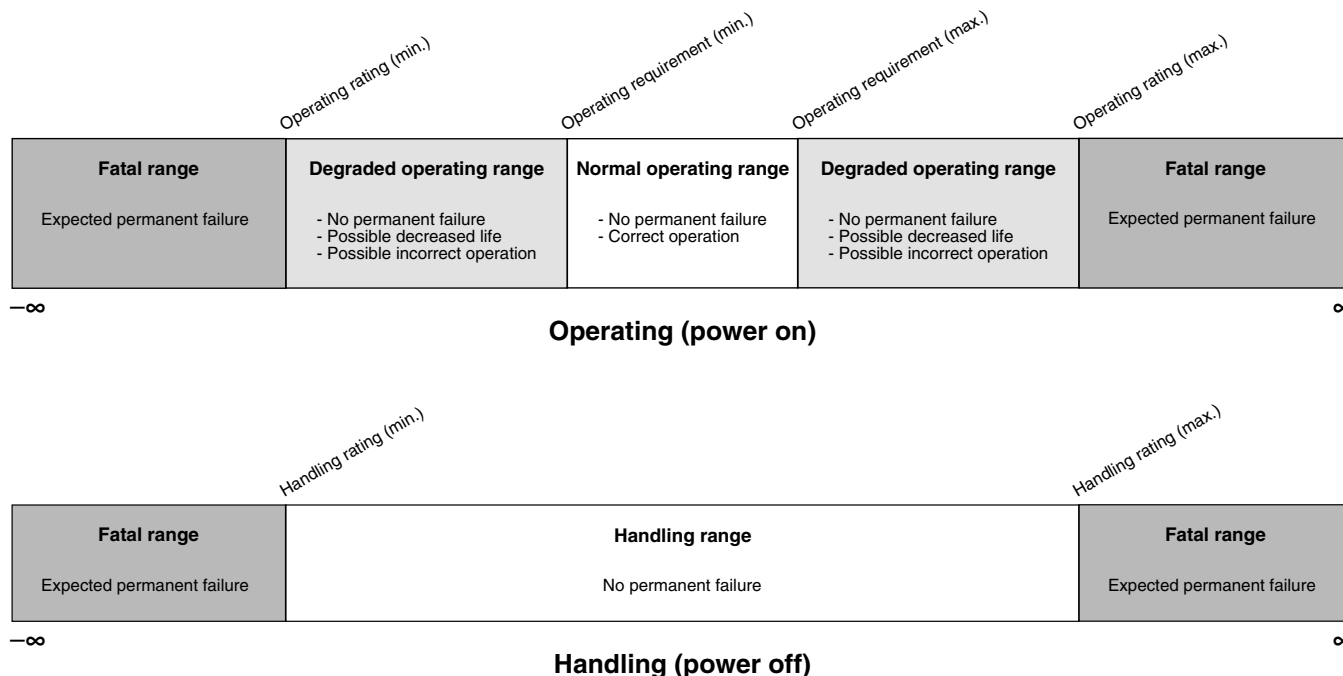 Operating rating (min.)
Operating requirement (min.)
Operating requirement (max.)
Operating rating (max.)
Fatal range
Degraded operating range
Normal operating range
Degraded operating range
Fatal range
Expected permanent failure
- No permanent failure
- Possible decreased life
- Possible incorrect operation
- No permanent failure
- Correct operation
- No permanent failure
- Possible decreased life
- Possible incorrect operation
Expected permanent failure
–∞
∞
Operating (power on)
Handling rating (min.)
Handling rating (max.)
Fatal range
Handling range
Fatal range
Expected permanent failure
No permanent failure
Expected permanent failure
–∞
∞
Handling (power off)